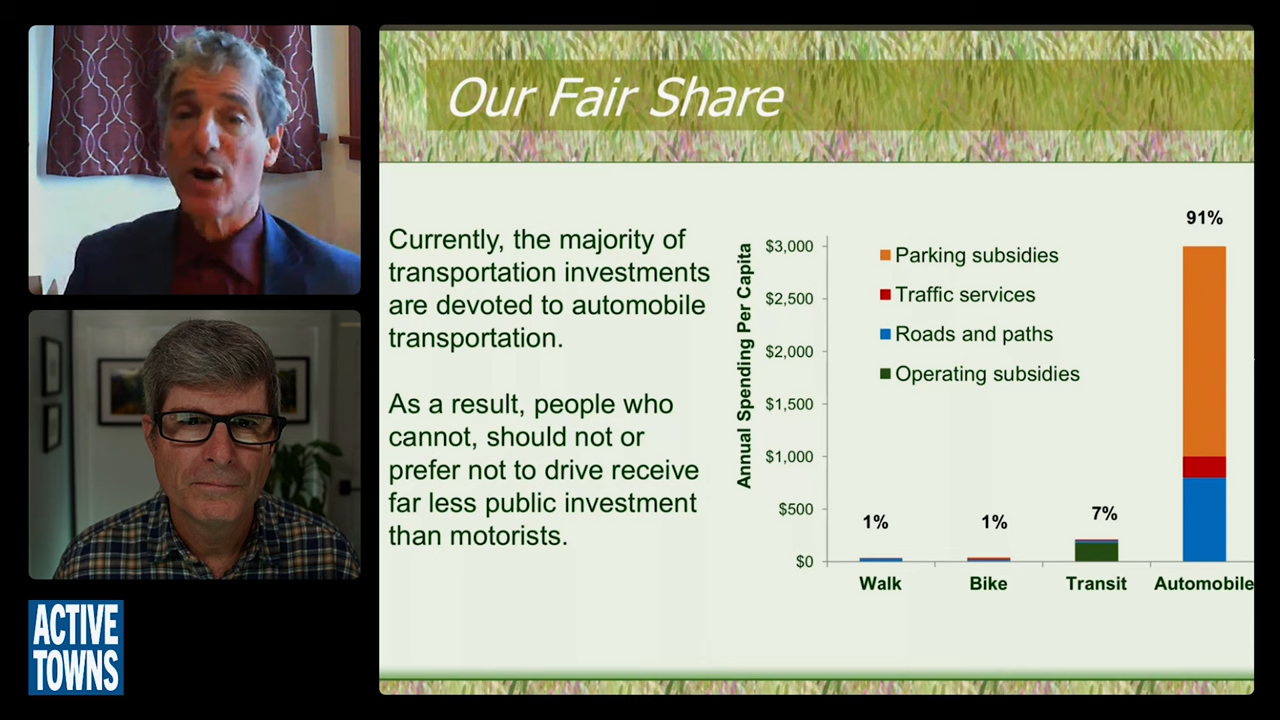 Our Fair Share
Currently, the majority of
transportation investments
are devoted to automobile
transportation.
As a result, people who
cannot, should not or
prefer not to drive receive
far less public investment
than motorists.
Annual Spending Per Capita
$3,000
$2,500
$2,000
$1,500
$1,000
$500
$0
Parking subsidies
Traffic services
Roads and paths
Operating subsidies
1%
1%
7%
91%
Walk
Bike
Transit
Automobile
ACTIVE
TOWNS